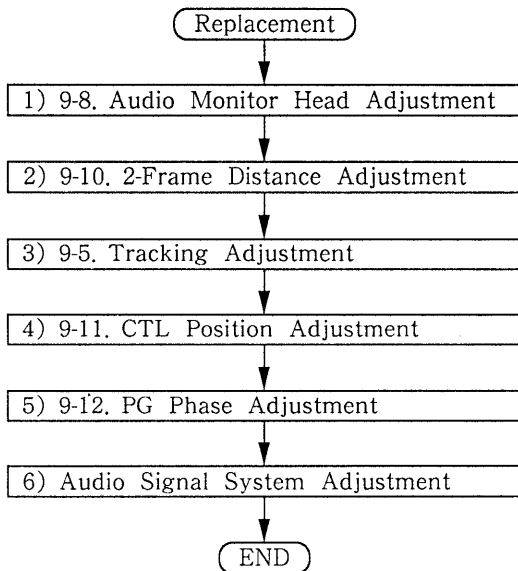 Replacement
1) 9-8. Audio Monitor Head Adjustment
2) 9-10. 2-Frame Distance Adjustment
3) 9-5. Tracking Adjustment
4) 9-11. CTL Position Adjustment
5) 9-12. PG Phase Adjustment
6) Audio Signal System Adjustment
END